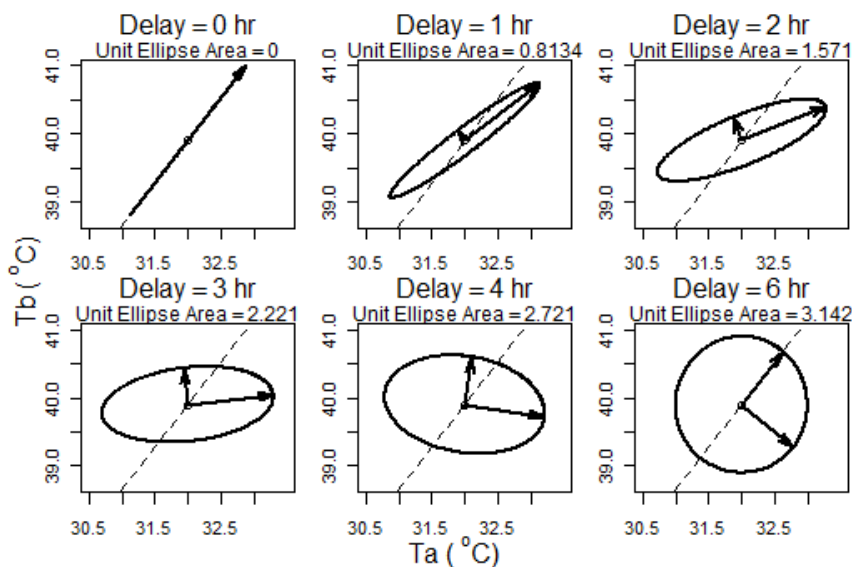 Delay = 0 hr
Unit Ellipse Area = 0
Delay = 1 hr
Unit Ellipse Area = 0.8134
Delay = 2 hr
Unit Ellipse Area = 1.571
41.0
40.0
39.0
30.5 31.5 32.5
41.0
40.0
39.0
30.5 31.5 32.5
41.0
40.0
39.0
30.5 31.5 32.5
Tb ( °C)
Delay = 3 hr
Unit Ellipse Area = 2.221
Delay = 4 hr
Unit Ellipse Area = 2.721
Delay = 6 hr
Unit Ellipse Area = 3.142
41.0
40.0
39.0
30.5 31.5 32.5
41.0
40.0
39.0
30.5 31.5 32.5
41.0
40.0
39.0
30.5 31.5 32.5
Ta ( °C)